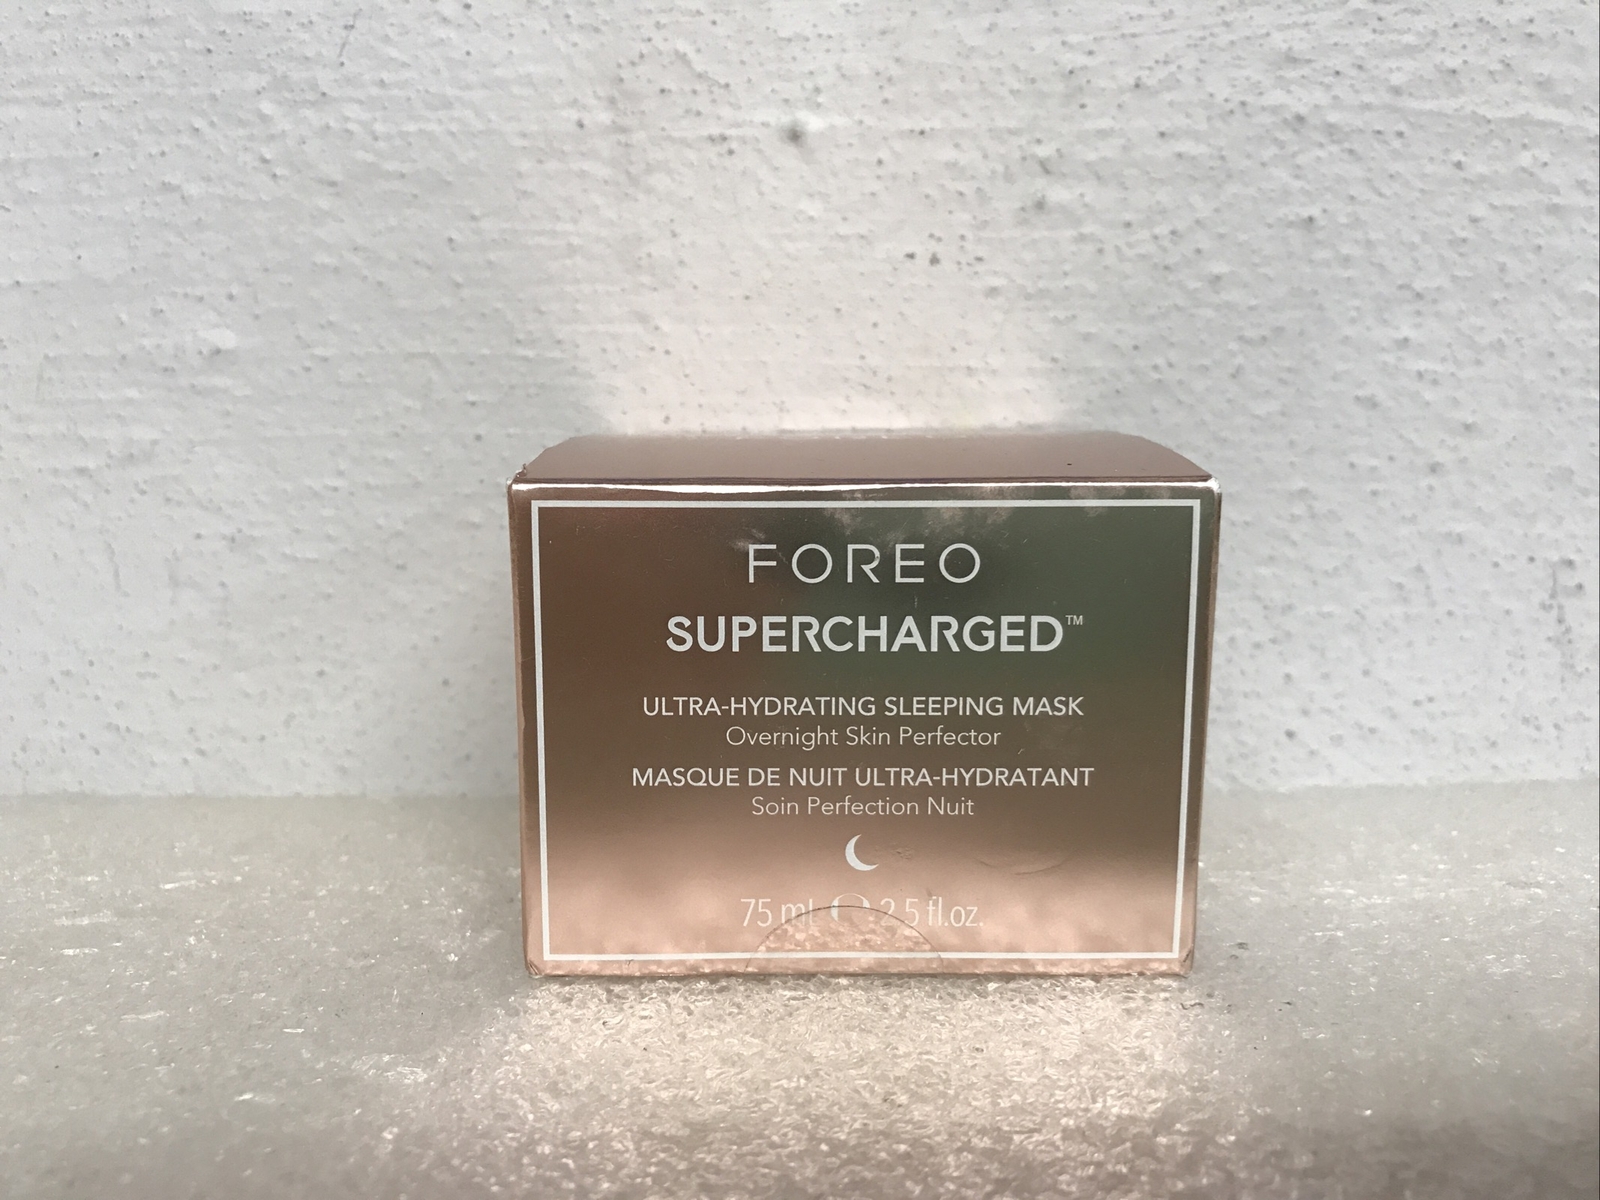 FOREO
SUPERCHARGED™
ULTRA-HYDRATING SLEEPING MASK
Overnight Skin Perfector
MASQUE DE NUIT ULTRA-HYDRATANT
Soin Perfection Nuit
75 ml ℮ 2.5 fl.oz.